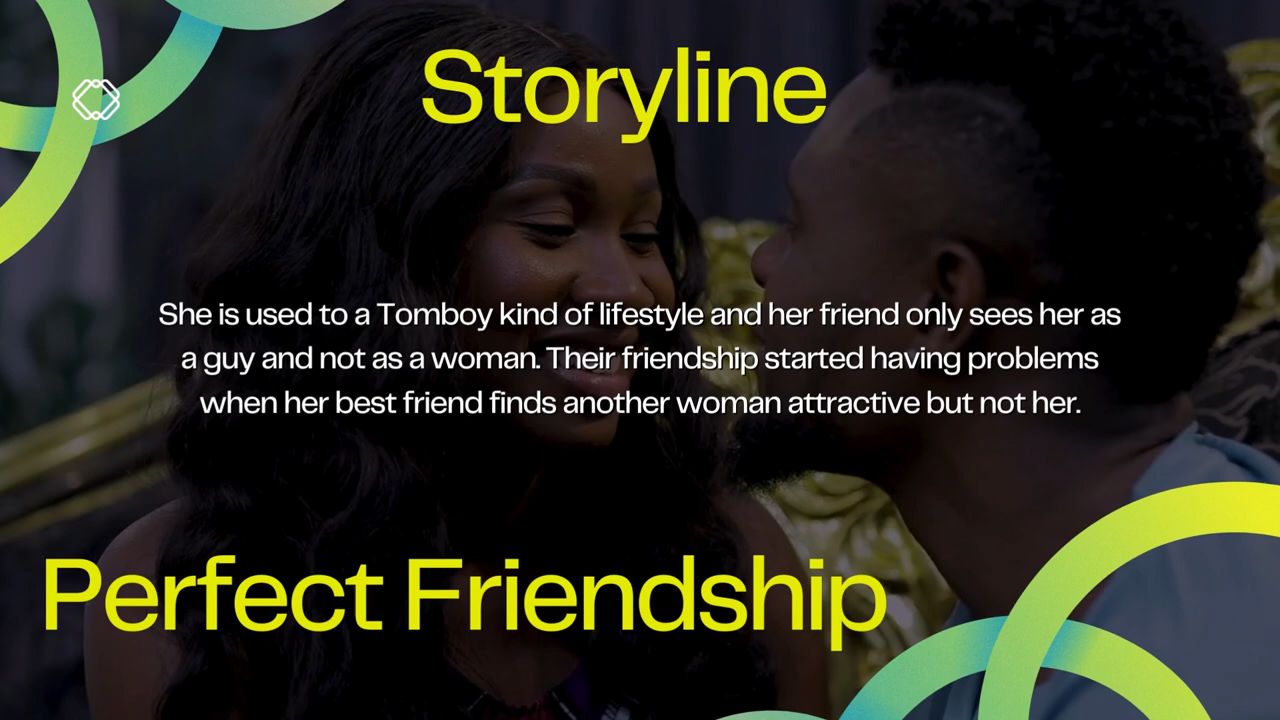 Storyline
She is used to a Tomboy kind of lifestyle and her friend only sees her as
a guy and not as a woman. Their friendship started having problems
when her best friend finds another woman attractive but not her.
Perfect Friendship